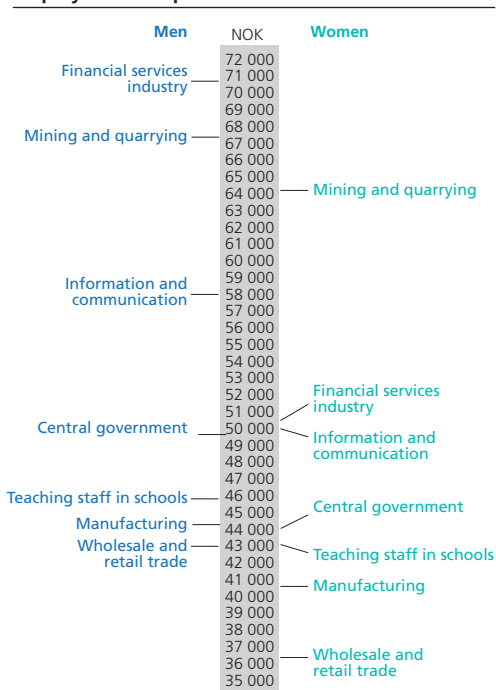 Men
NOK
Women
Financial services
industry
Mining and quarrying
Information and
communication
Central government
Teaching staff in schools
Manufacturing
Wholesale and
retail trade
72 000
71 000
70 000
69 000
68 000
67 000
66 000
65 000
64 000
63 000
62 000
61 000
60 000
59 000
58 000
57 000
56 000
55 000
54 000
53 000
52 000
51 000
50 000
49 000
48 000
47 000
46 000
45 000
44 000
43 000
42 000
41 000
40 000
39 000
38 000
37 000
36 000
35 000
Mining and quarrying
Financial services
industry
Information and
communication
Central government
Teaching staff in schools
Manufacturing
Wholesale and
retail trade